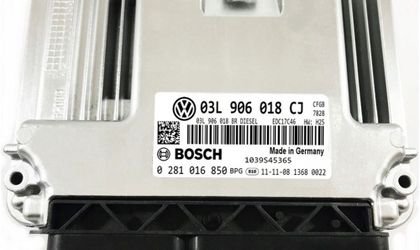 03L 906 018 CJ CFGB
7828
03L 906 018 BR DIESEL EDC17C46 HW: H25
Made in Germany
BOSCH 1039S45365
0 281 016 850 BPG 11-11-08 1368 0022